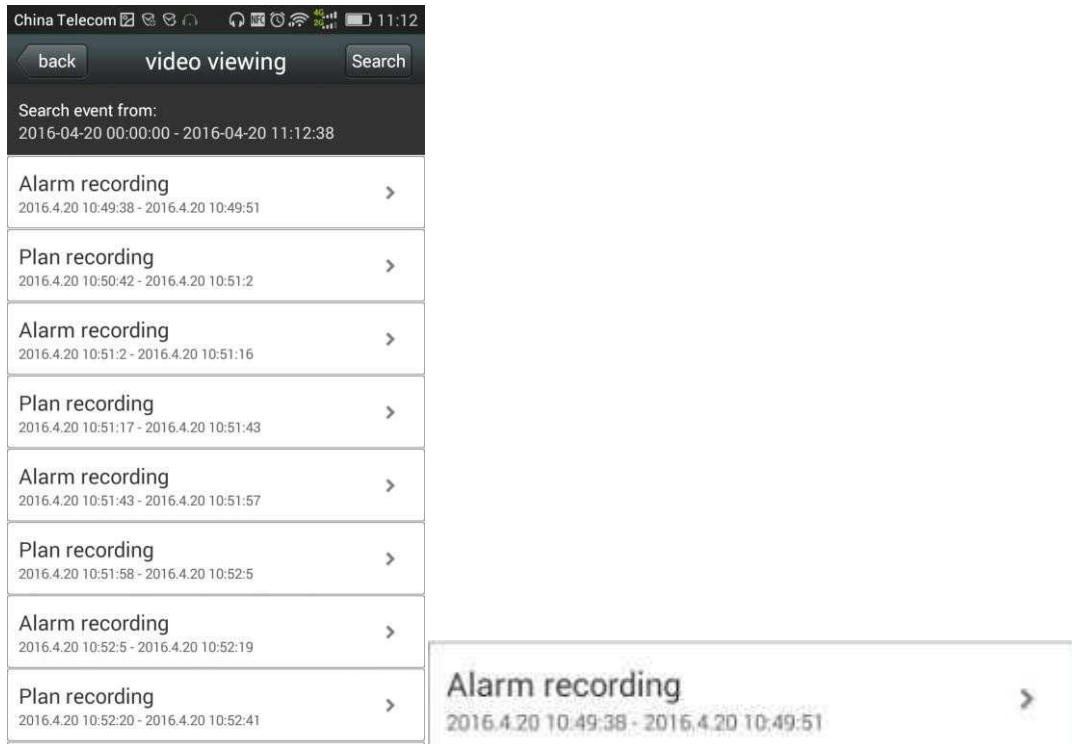 China Telecom NFC 4G 2G 11:12
back video viewing Search
Search event from:
2016-04-20 00:00:00 - 2016-04-20 11:12:38
Alarm recording
2016.4.20 10:49:38 - 2016.4.20 10:49:51
Plan recording
2016.4.20 10:50:42 - 2016.4.20 10:51:2
Alarm recording
2016.4.20 10:51:2 - 2016.4.20 10:51:16
Plan recording
2016.4.20 10:51:17 - 2016.4.20 10:51:43
Alarm recording
2016.4.20 10:51:43 - 2016.4.20 10:51:57
Plan recording
2016.4.20 10:51:58 - 2016.4.20 10:52:5
Alarm recording
2016.4.20 10:52:5 - 2016.4.20 10:52:19
Plan recording
2016.4.20 10:52:20 - 2016.4.20 10:52:41
Alarm recording
2016.4.20 10:49:38 - 2016.4.20 10:49:51